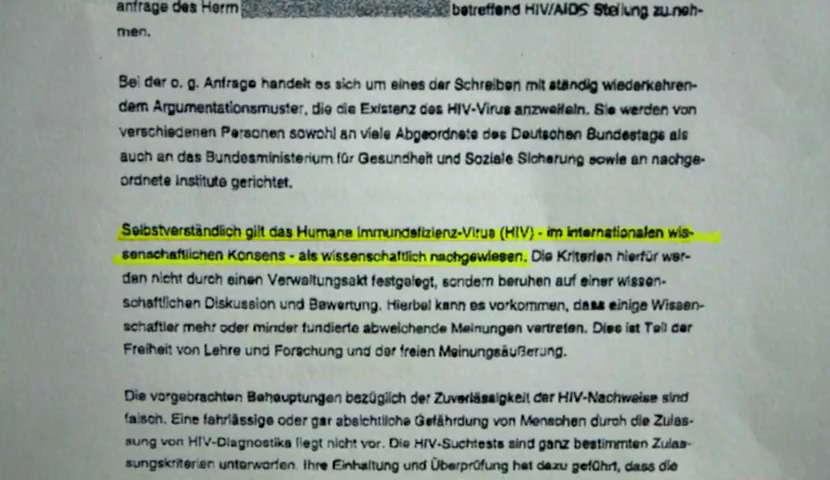 anfrage des Herrn betreffend HIV/AIDS Stellung zu neh-
men.
Bei der o. g. Anfrage handelt es sich um eines der Schreiben mit ständig wiederkehren-
dem Argumentationsmuster, die die Existenz des HIV-Virus anzweifeln. Sie werden von
verschiedenen Personen sowohl an viele Abgeordnete des Deutschen Bundestags als
auch an das Bundesministerium für Gesundheit und Soziale Sicherung sowie an nachge-
ordnete Institute gerichtet.
Selbstverständlich gilt das Humane Immundefizienz-Virus (HIV) - im internationalen wis-
senschaftlichen Konsens - als wissenschaftlich nachgewiesen. Die Kriterien hierfür wer-
den nicht durch einen Verwaltungsakt festgelegt, sondern beruhen auf einer wissen-
schaftlichen Diskussion und Bewertung. Hierbei kann es vorkommen, dass einige Wissen-
schaftler mehr oder minder fundierte abweichende Meinungen vertreten. Dies ist Teil der
Freiheit von Lehre und Forschung und der freien Meinungsäußerung.
Die vorgebrachten Behauptungen bezüglich der Zuverlässigkeit der HIV-Nachweise sind
falsch. Eine fahrlässige oder gar absichtliche Gefährdung von Menschen durch die Zulas-
sung von HIV-Diagnostika liegt nicht vor. Die HIV-Suchtests sind ganz bestimmten Zulas-
sungskriterien unterworfen. Ihre Einhaltung und Überprüfung hat dazu geführt, dass die